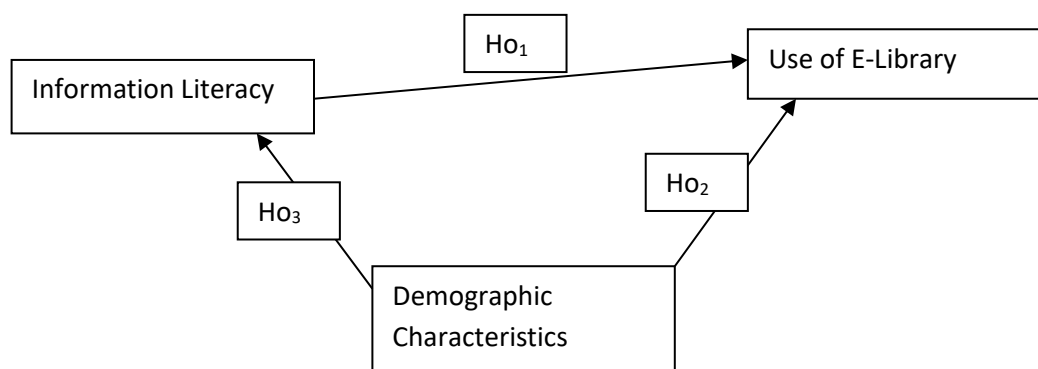 Ho₁
Use of E-Library
Information Literacy
Ho₂
Ho₃
Demographic
Characteristics